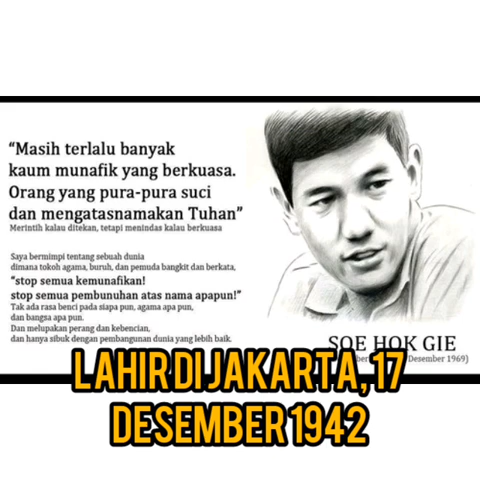 “Masih terlalu banyak
kaum munafik yang berkuasa.
Orang yang pura-pura suci
dan mengatasnamakan Tuhan”
Merintih kalau ditekan, tetapi menindas kalau berkuasa
Saya bermimpi tentang sebuah dunia
dimana tokoh agama, buruh, dan pemuda bangkit dan berkata,
“stop semua kemunafikan!
stop semua pembunuhan atas nama apapun!”
Tak ada rasa benci pada siapa pun, agama apa pun,
dan bangsa apa pun.
Dan melupakan perang dan kebencian,
dan hanya sibuk dengan pembangunan dunia yang lebih baik.
SOE HOK GIE
Desember 1969)
LAHIR DI JAKARTA, 17
DESEMBER 1942